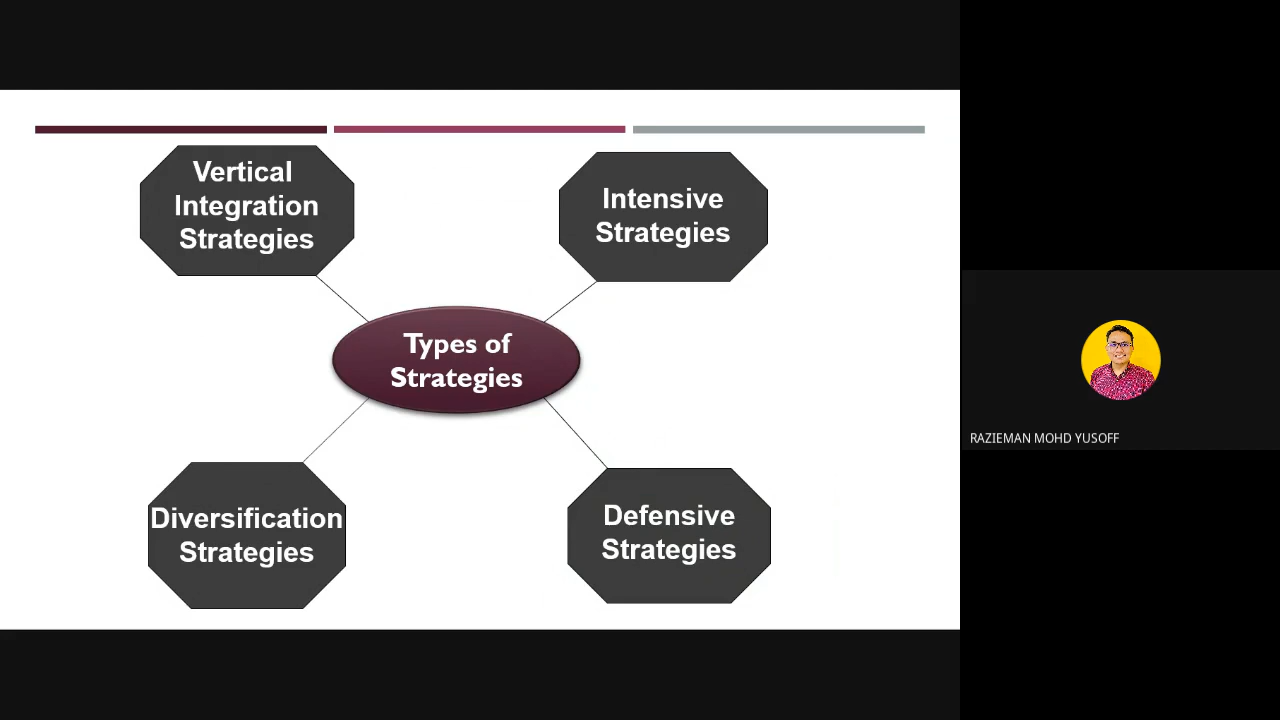 Vertical
Integration
Strategies
Intensive
Strategies
Types of
Strategies
Diversification
Strategies
Defensive
Strategies
RAZIEMAN MOHD YUSOFF